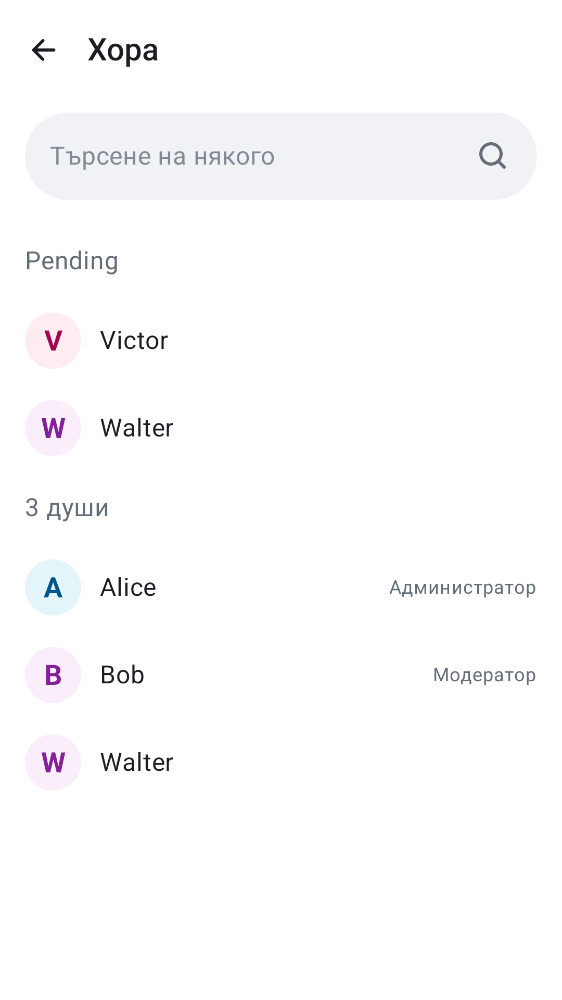 Хора
Търсене на някого
Pending
V Victor
W Walter
3 души
A Alice Администратор
B Bob Модератор
W Walter